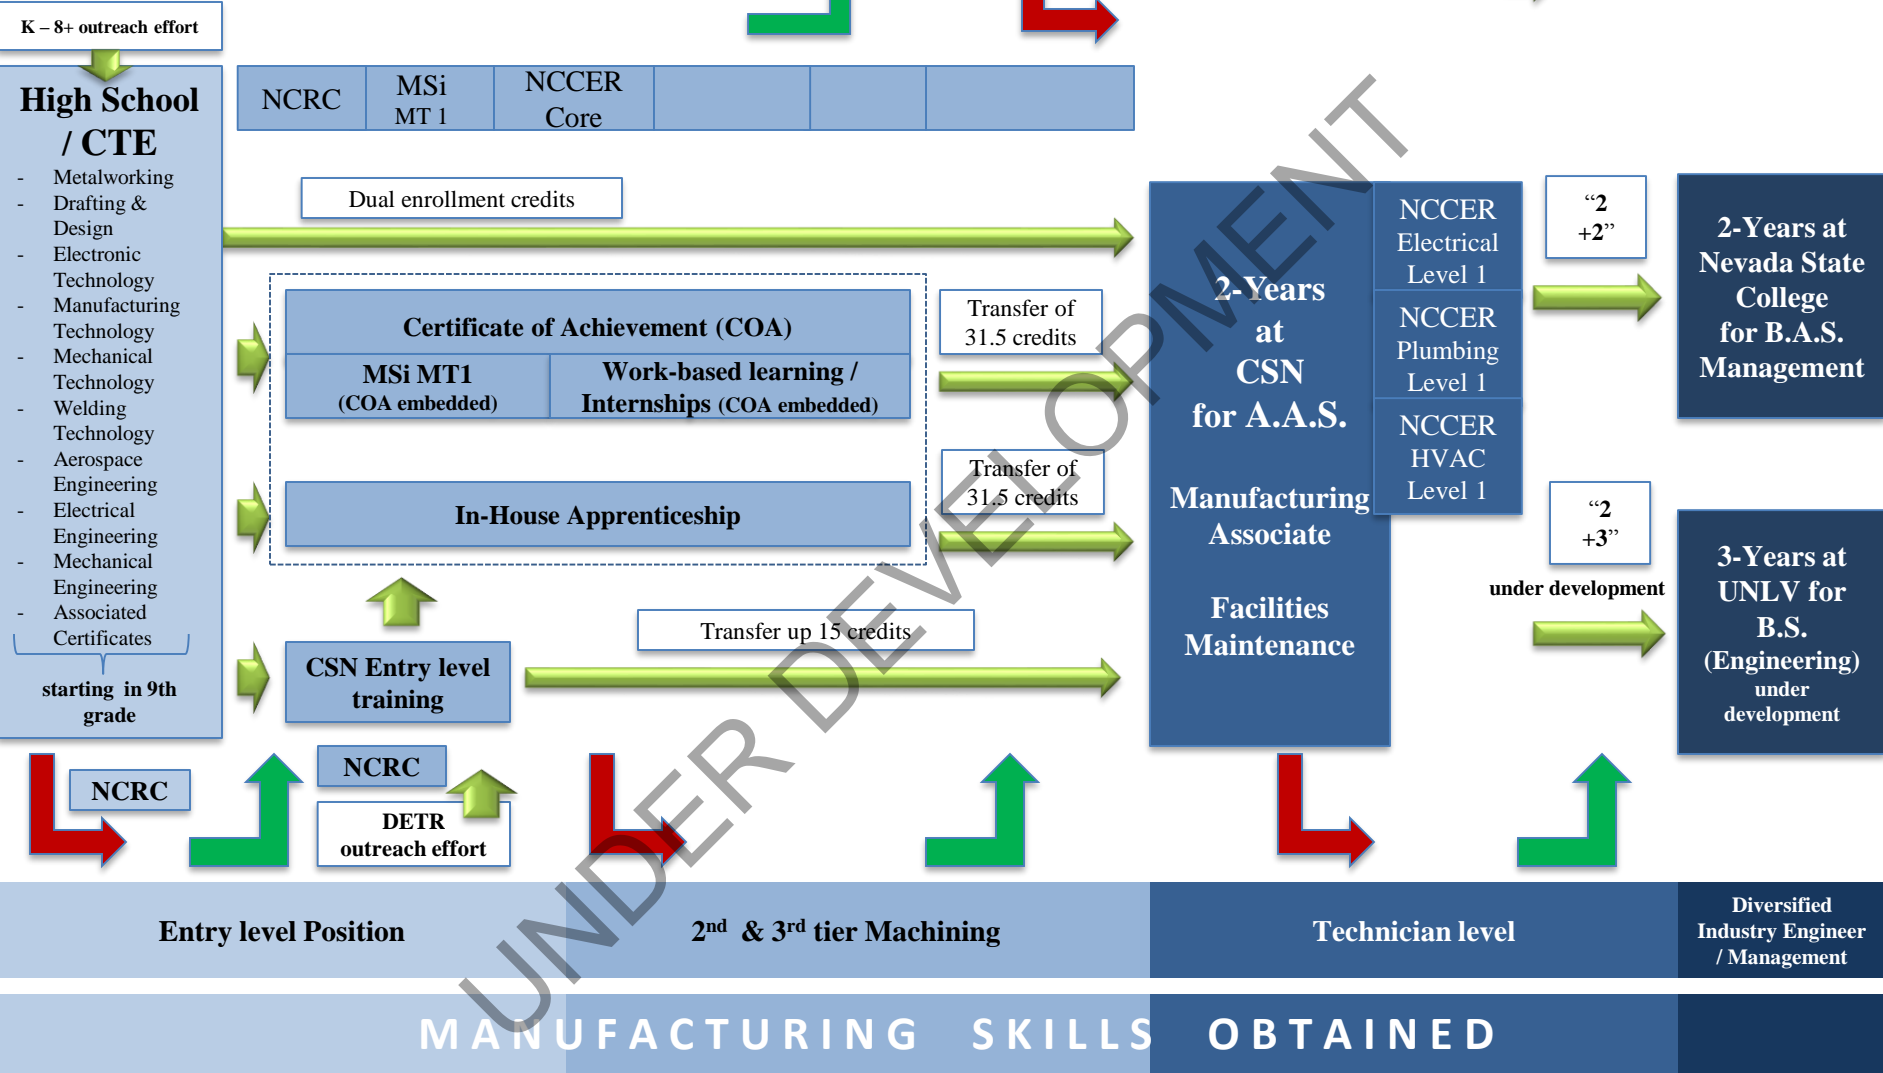 K – 8+ outreach effort
High School
/ CTE
- Metalworking
- Drafting &
Design
- Electronic
Technology
- Manufacturing
Technology
- Mechanical
Technology
- Welding
Technology
- Aerospace
Engineering
- Electrical
Engineering
- Mechanical
Engineering
- Associated
Certificates
starting in 9th
grade
NCRC
MSi
MT 1
NCCER
Core
Dual enrollment credits
Certificate of Achievement (COA)
MSi MT1
(COA embedded)
Work-based learning /
Internships (COA embedded)
In-House Apprenticeship
CSN Entry level
training
Transfer of
31.5 credits
Transfer of
31.5 credits
Transfer up 15 credits
2-Years
at
CSN
for A.A.S.
Manufacturing
Associate
Facilities
Maintenance
NCCER
Electrical
Level 1
NCCER
Plumbing
Level 1
NCCER
HVAC
Level 1
“2
+2”
2-Years at
Nevada State
College
for B.A.S.
Management
“2
+3”
under development
3-Years at
UNLV for
B.S.
(Engineering)
under
development
NCRC
NCRC
DETR
outreach effort
Entry level Position
2nd & 3rd tier Machining
Technician level
Diversified
Industry Engineer
/ Management
MANUFACTURING SKILLS OBTAINED
UNDER DEVELOPMENT